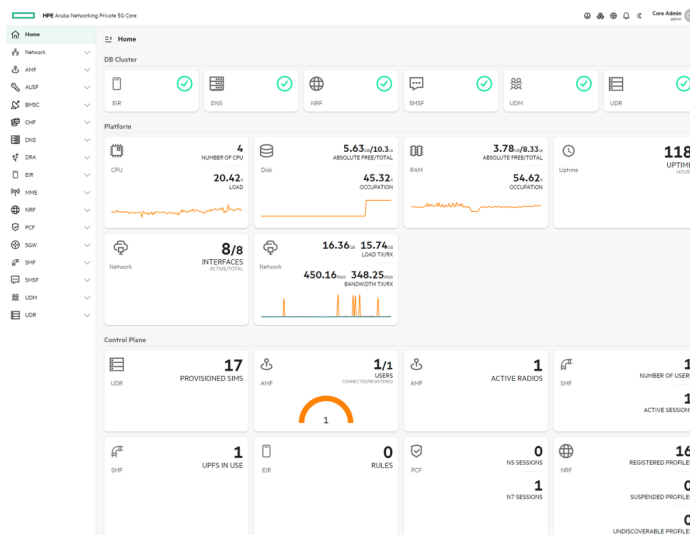 HPE Aruba Networking Private 5G Core
Core Admin
admin
Home
Network
AMF
AUSF
BMSC
CHF
DNS
DRA
EIR
MME
NRF
PCF
SGW
SMF
SMSF
UDM
UDR
Home
DB Cluster
EIR
DNS
NRF
SMSF
UDM
UDR
Platform
CPU
4
NUMBER OF CPU
20.42%
LOAD
Disk
5.63GB/10.3GB
ABSOLUTE FREE/TOTAL
45.32%
OCCUPATION
RAM
3.78GB/8.33GB
ABSOLUTE FREE/TOTAL
54.62%
OCCUPATION
Uptime
118
UPTIME
HOUR
Network
8/8
INTERFACES
ACTIVE/TOTAL
Network
16.36GB 15.74GB
LOAD TX/RX
450.16kbps 348.25kbps
BANDWIDTH TX/RX
Control Plane
UDR
17
PROVISIONED SIMS
AMF
1/1
USERS
CONNECTED/REGISTERED
1
AMF
1
ACTIVE RADIOS
SMF
1
NUMBER OF USERS
1
ACTIVE SESSION
SMF
1
UPFS IN USE
EIR
0
RULES
PCF
0
N5 SESSIONS
1
N7 SESSIONS
NRF
16
REGISTERED PROFILE
0
SUSPENDED PROFILE
0
UNDISCOVERABLE PROFILE